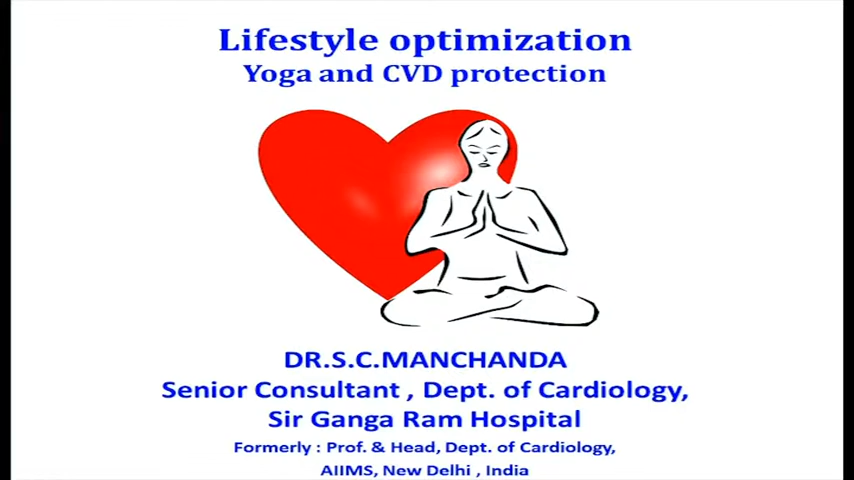 Lifestyle optimization
Yoga and CVD protection
DR.S.C.MANCHANDA
Senior Consultant , Dept. of Cardiology,
Sir Ganga Ram Hospital
Formerly : Prof. & Head, Dept. of Cardiology,
AIIMS, New Delhi , India